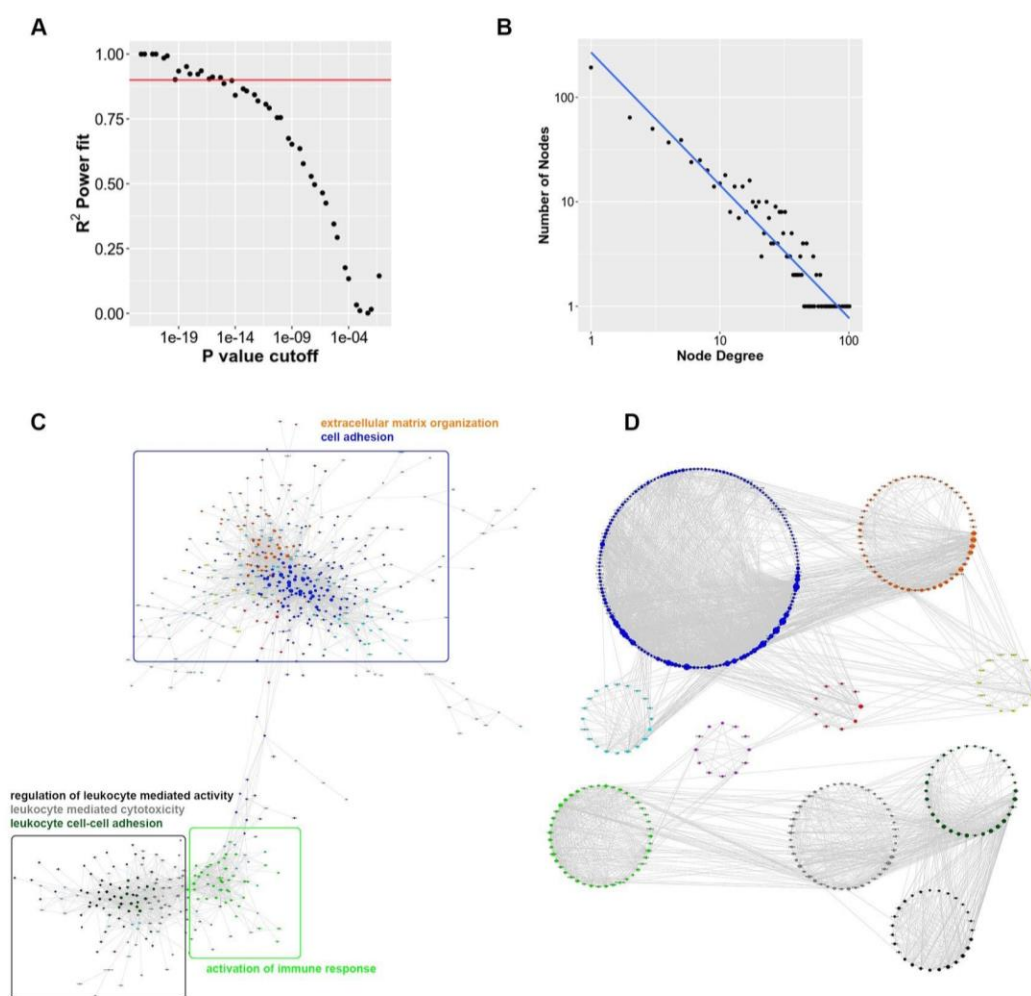 A
1.00
0.75
0.50
0.25
0.00
R2 Power fit
1e-19 1e-14 1e-09 1e-04
P value cutoff
B
100
10
1
Number of Nodes
1 10 100
Node Degree
C
extracellular matrix organization
cell adhesion
regulation of leukocyte mediated activity
leukocyte mediated cytotoxicity
leukocyte cell-cell adhesion
activation of immune response
D